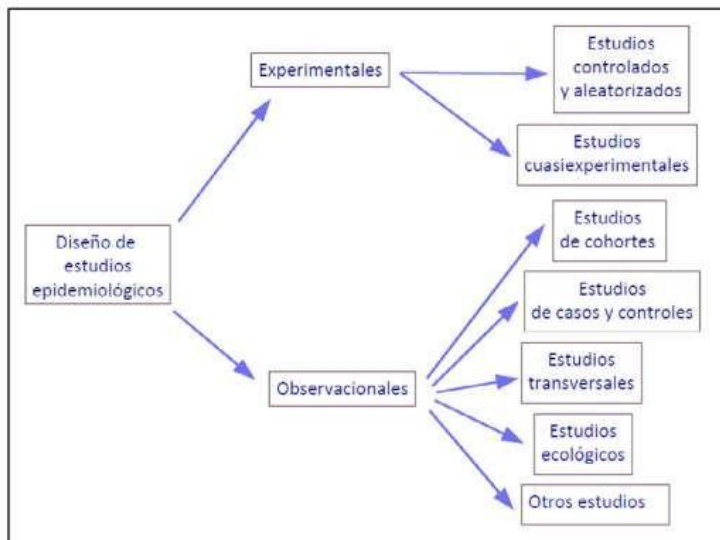 Experimentales
Estudios
controlados
y aleatorizados
Estudios
cuasiexperimentales
Diseño de
estudios
epidemiológicos
Observacionales
Estudios
de cohortes
Estudios
de casos y controles
Estudios
transversales
Estudios
ecológicos
Otros estudios